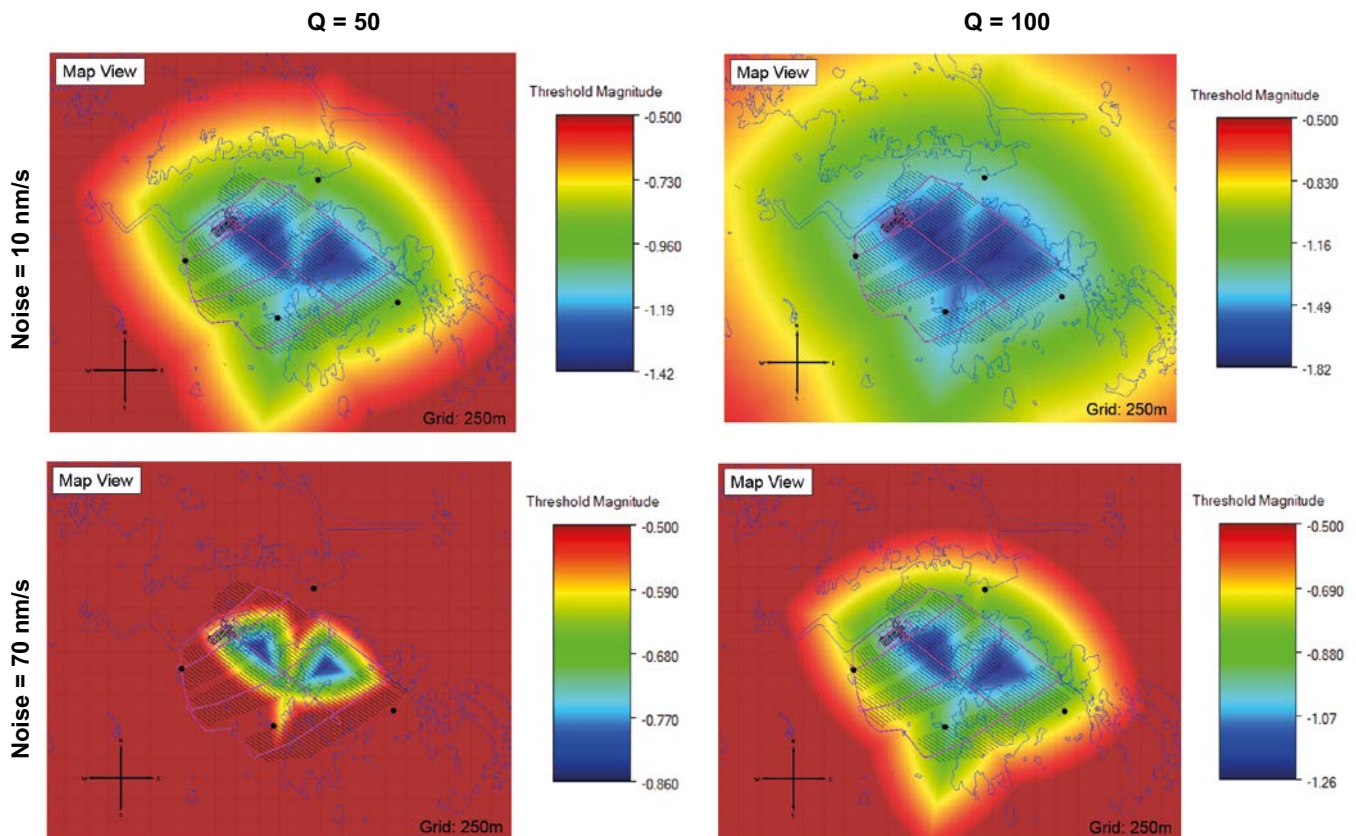 Q = 50
Q = 100
Noise = 10 nm/s
Map View
Threshold Magnitude
-0.500
-0.730
-0.960
-1.19
-1.42
W
E
S
Grid: 250m
Map View
Threshold Magnitude
-0.500
-0.830
-1.16
-1.49
-1.82
W
E
S
Grid: 250m
Noise = 70 nm/s
Map View
Threshold Magnitude
-0.500
-0.590
-0.680
-0.770
-0.860
W
E
S
Grid: 250m
Map View
Threshold Magnitude
-0.500
-0.690
-0.880
-1.07
-1.26
W
E
S
Grid: 250m